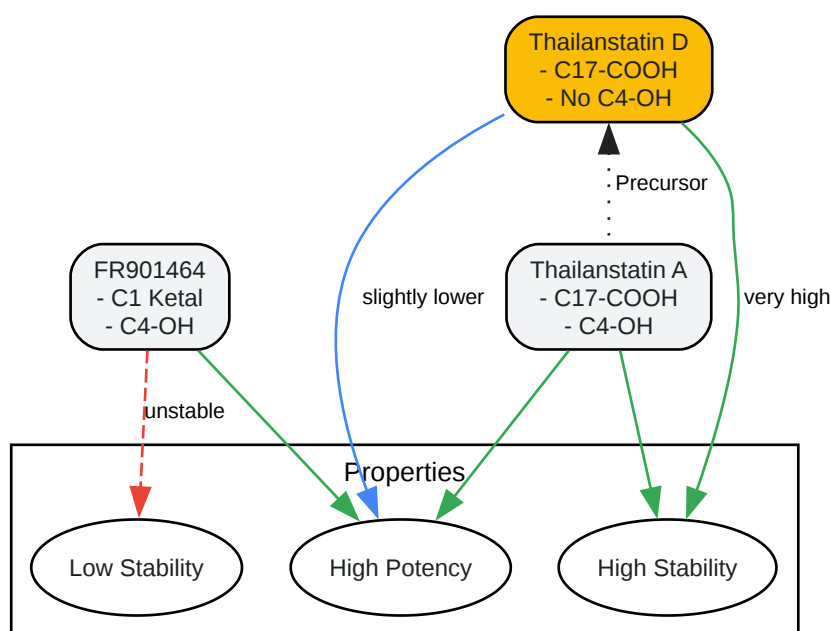 Thailanstatin D
- C17-COOH
- No C4-OH
Precursor
FR901464
- C1 Ketal
- C4-OH
slightly lower
Thailanstatin A
- C17-COOH
- C4-OH
very high
unstable
Properties
Low Stability
High Potency
High Stability